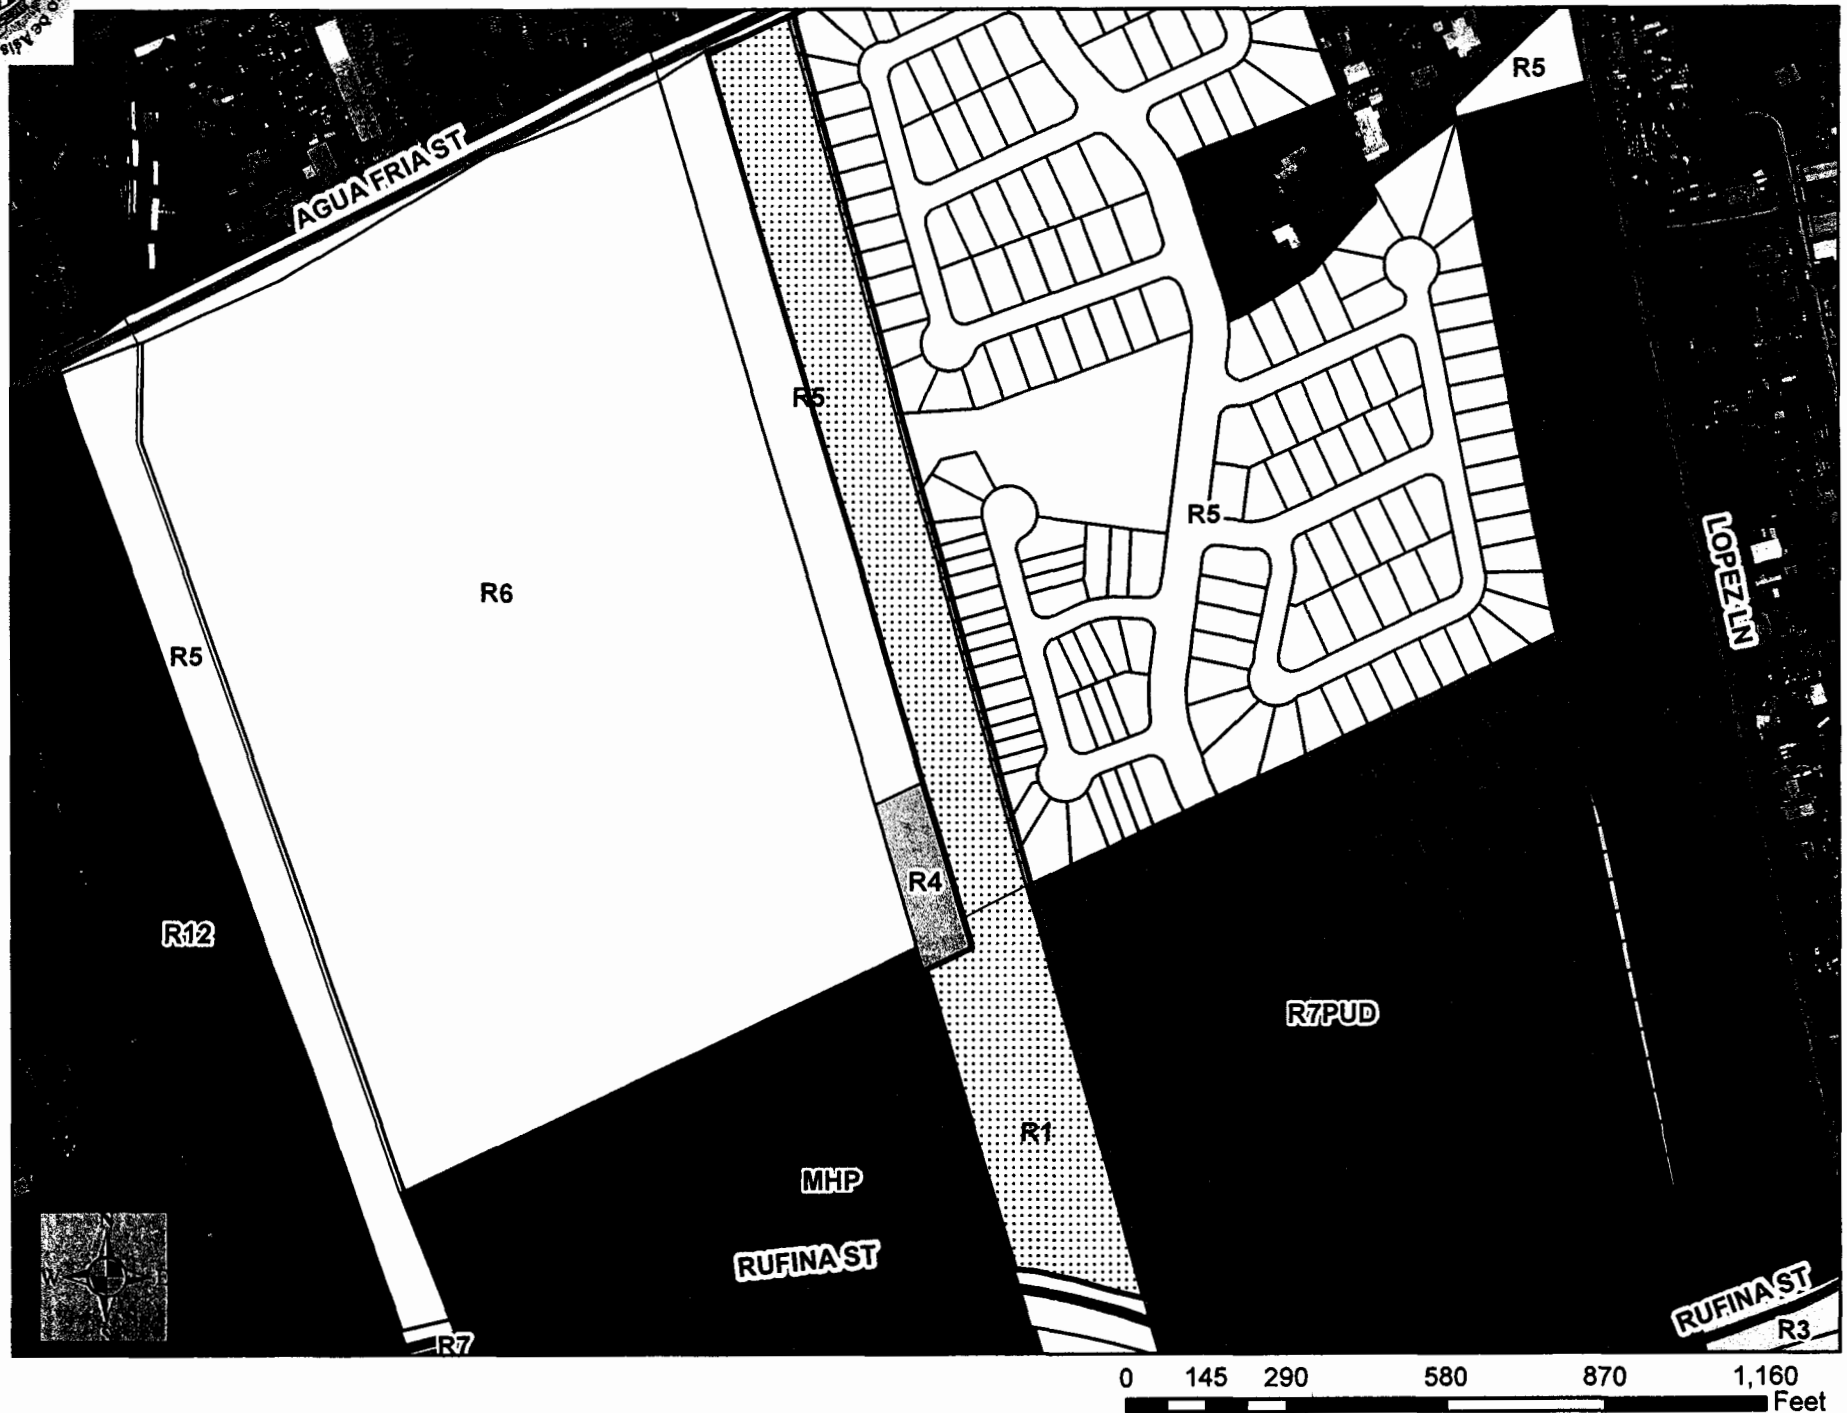 R5
AGUA FRIA ST
R5
R5
LOPEZ LN
R6
R5
R4
R12
R7PUD
R1
MHP
RUFINA ST
RUFINA ST
R3
R7
0 145 290 580 870 1,160
Feet